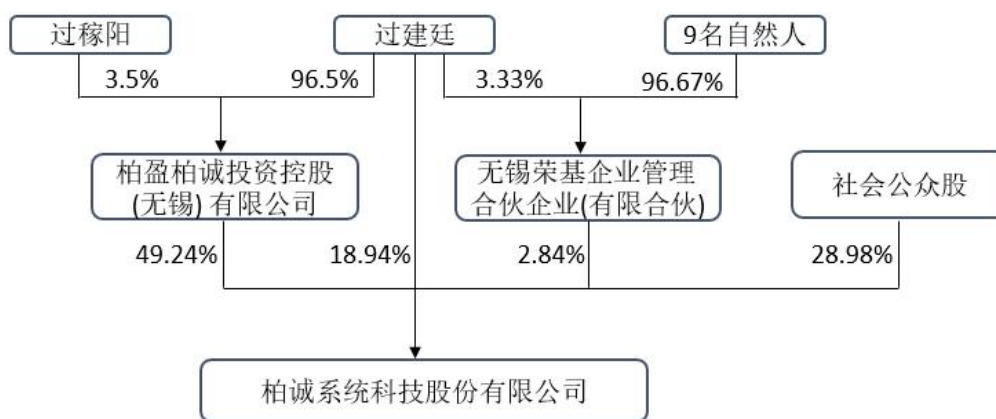 过稼阳
过建廷
9名自然人
3.5%
96.5%
3.33%
96.67%
柏盈柏诚投资控股
(无锡) 有限公司
无锡荣基企业管理
合伙企业(有限合伙)
社会公众股
49.24%
18.94%
2.84%
28.98%
柏诚系统科技股份有限公司